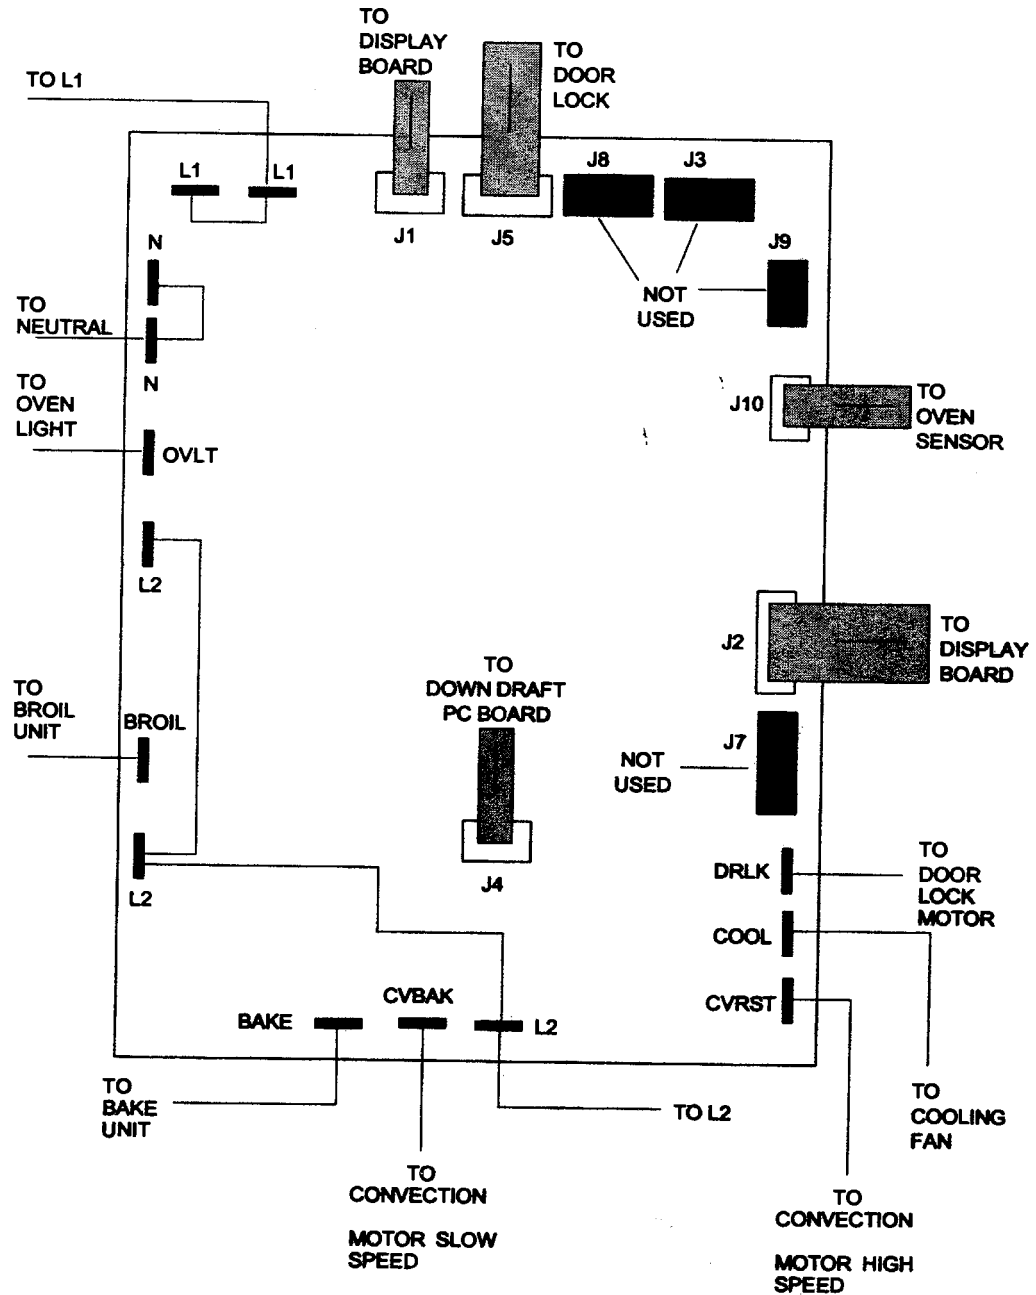 TO
DISPLAY
BOARD
TO
DOOR
LOCK
TO L1
L1
L1
J8
J3
J1
J5
N
J9
TO
NEUTRAL
NOT
USED
N
TO
OVEN
LIGHT
J10
TO
OVEN
SENSOR
OVLT
L2
J2
TO
DISPLAY
BOARD
TO
DOWN DRAFT
PC BOARD
TO
BROIL
UNIT
BROIL
J7
NOT
USED
J4
L2
DRLK
TO
DOOR
LOCK
MOTOR
COOL
CVRST
BAKE
CVBAK
L2
TO
BAKE
UNIT
TO L2
TO
COOLING
FAN
TO
CONVECTION
MOTOR SLOW
SPEED
TO
CONVECTION
MOTOR HIGH
SPEED